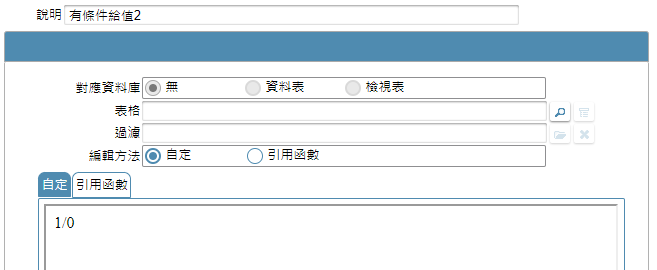 說明 有條件給值2
對應資料庫 無 資料表 檢視表
表格
過濾
編輯方法 自定 引用函數
自定 引用函數
1/0